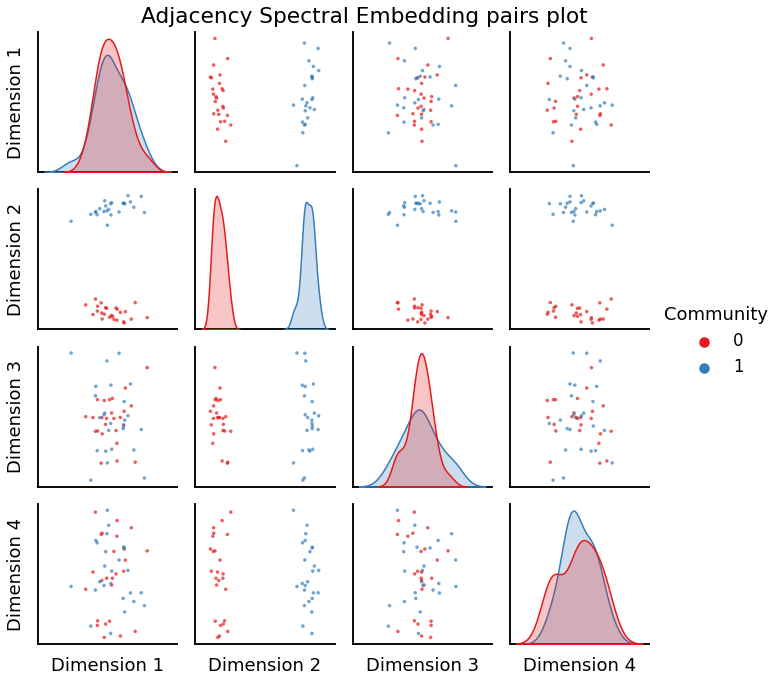 Adjacency Spectral Embedding pairs plot
Dimension 1
Dimension 2
Dimension 3
Dimension 4
Community
0
1
Dimension 1
Dimension 2
Dimension 3
Dimension 4